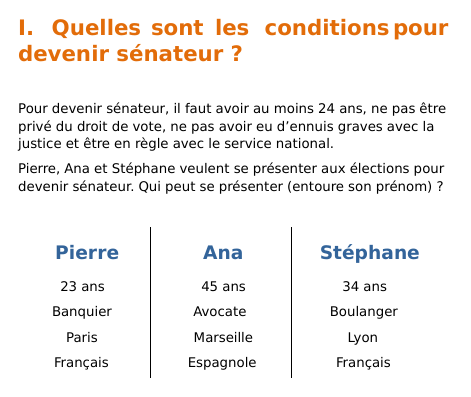 I. Quelles sont les conditions pour
devenir sénateur ?
Pour devenir sénateur, il faut avoir au moins 24 ans, ne pas être
privé du droit de vote, ne pas avoir eu d’ennuis graves avec la
justice et être en règle avec le service national.
Pierre, Ana et Stéphane veulent se présenter aux élections pour
devenir sénateur. Qui peut se présenter (entoure son prénom) ?
Pierre Ana Stéphane
23 ans 45 ans 34 ans
Banquier Avocate Boulanger
Paris Marseille Lyon
Français Espagnole Français